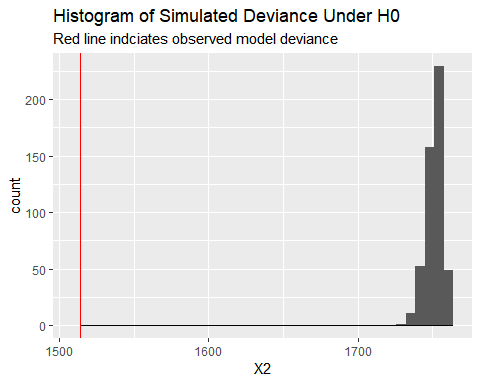 Histogram of Simulated Deviance Under H0
Red line indciates observed model deviance
200
150
100
50
0
count
1500
1600
1700
X2